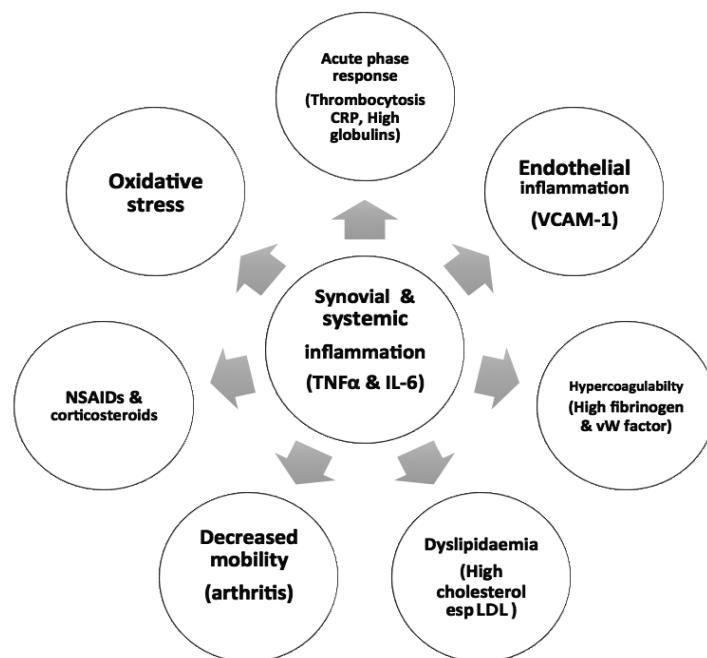 Acute phase
response
(Thrombocytosis
CRP, High
globulins)
Endothelial
inflammation
(VCAM-1)
Oxidative
stress
Synovial & 
systemic
inflammation
(TNFα & IL-6)
Hypercoagulabilty
(High fibrinogen
& vW factor)
NSAIDs &
corticosteroids
Decreased
mobility
(arthritis)
Dyslipidaemia
(High
cholesterol
esp LDL )